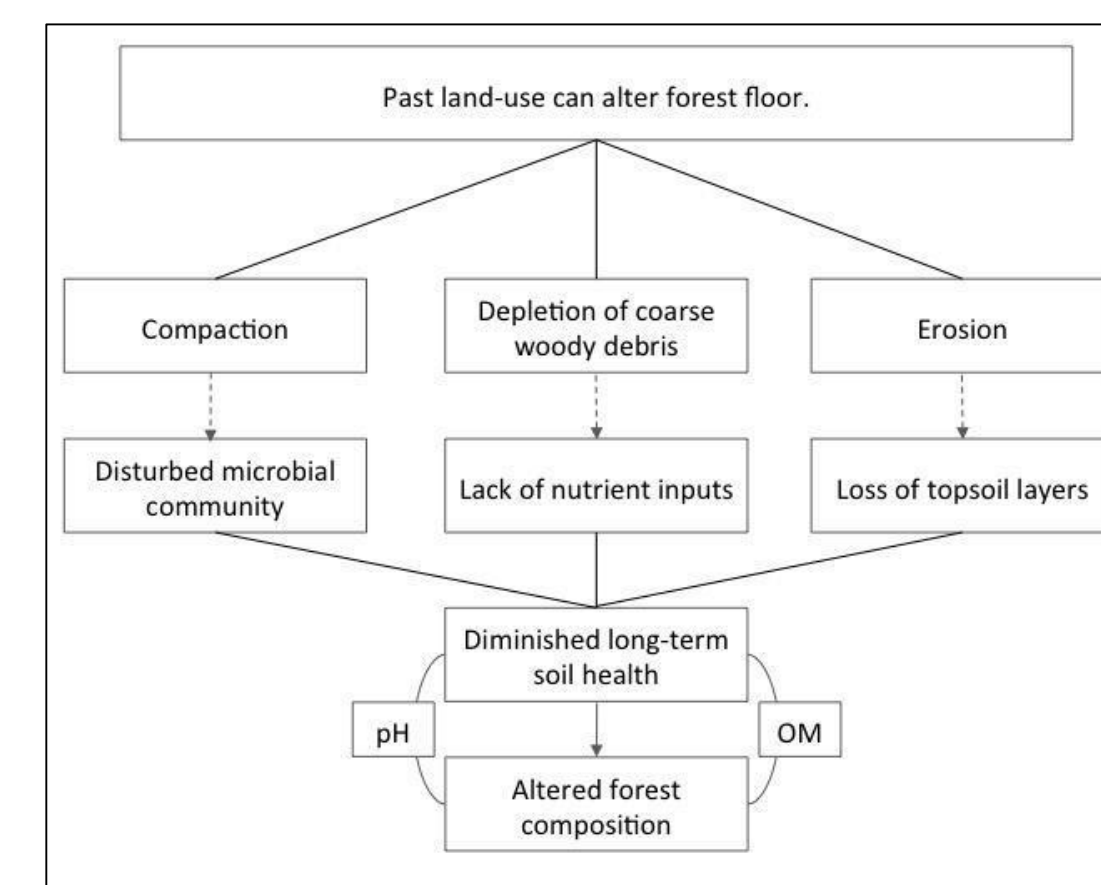 Past land-use can alter forest floor.
Compaction
Depletion of coarse
woody debris
Erosion
Disturbed microbial
community
Lack of nutrient inputs
Loss of topsoil layers
Diminished long-term
soil health
pH
OM
Altered forest
composition